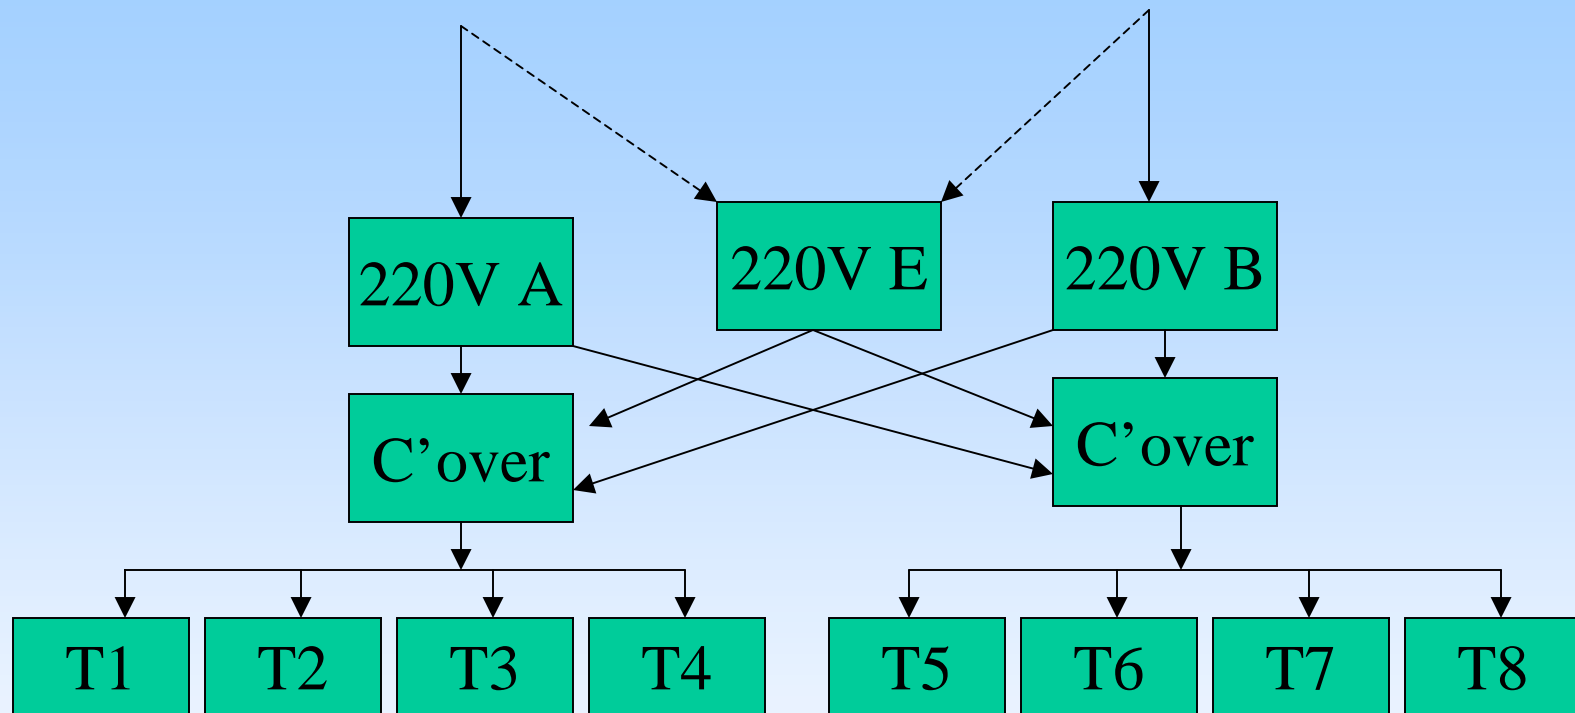 220V A
220V E
220V B
C’over
C’over
T1
T2
T3
T4
T5
T6
T7
T8